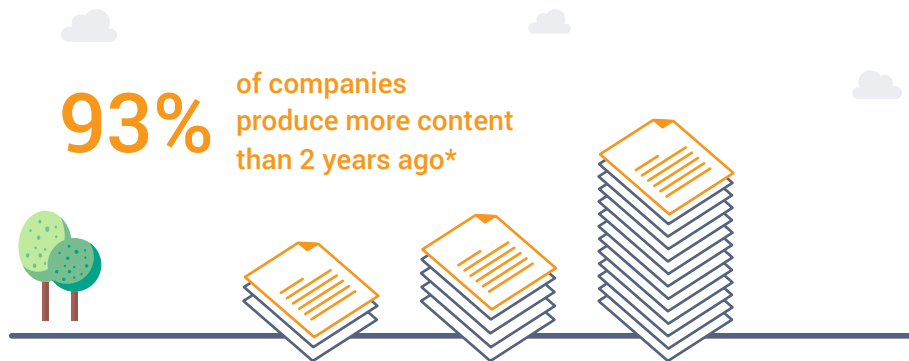 93%
of companies
produce more content
than 2 years ago*